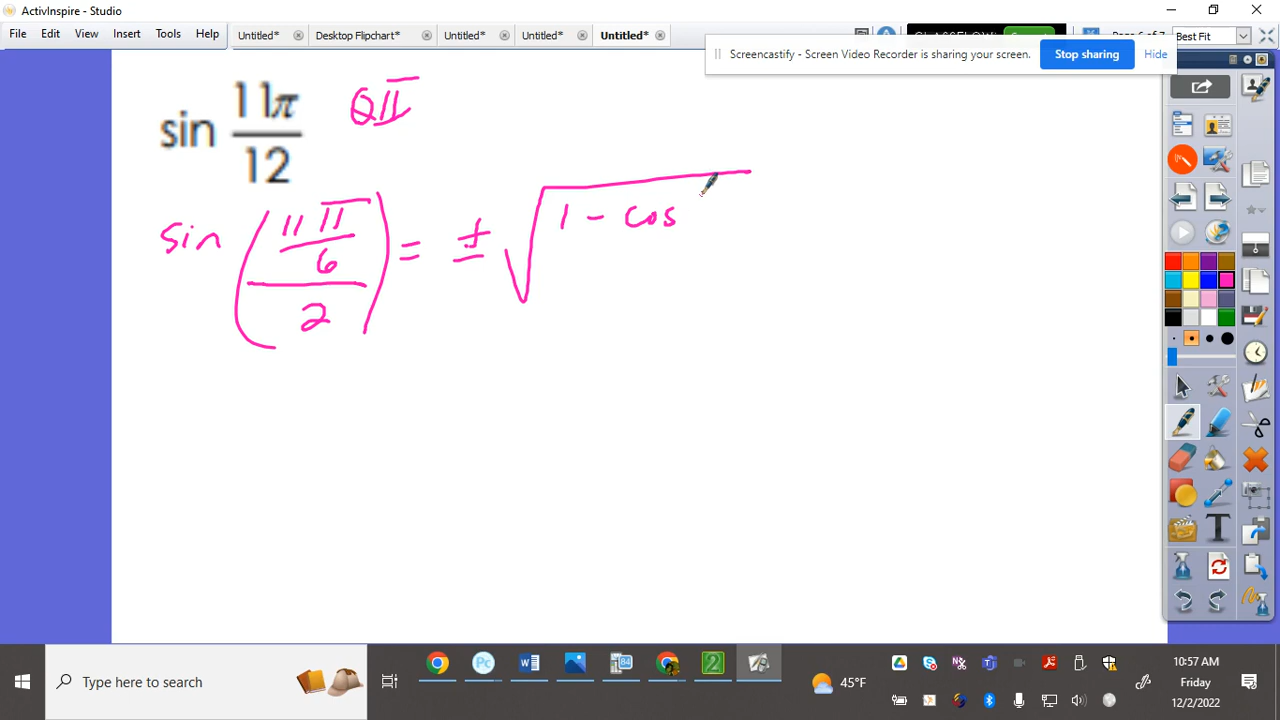 ActivInspire - Studio
File Edit View Insert Tools Help
Untitled* Desktop Flipchart* Untitled* Untitled* Untitled*
Best Fit
Screencastify - Screen Video Recorder is sharing your screen. Stop sharing Hide
sin 11π/12 QII
sin (11π/6 / 2) = ± √ 1 - cos
Type here to search
45°F
10:57 AM
Friday
12/2/2022